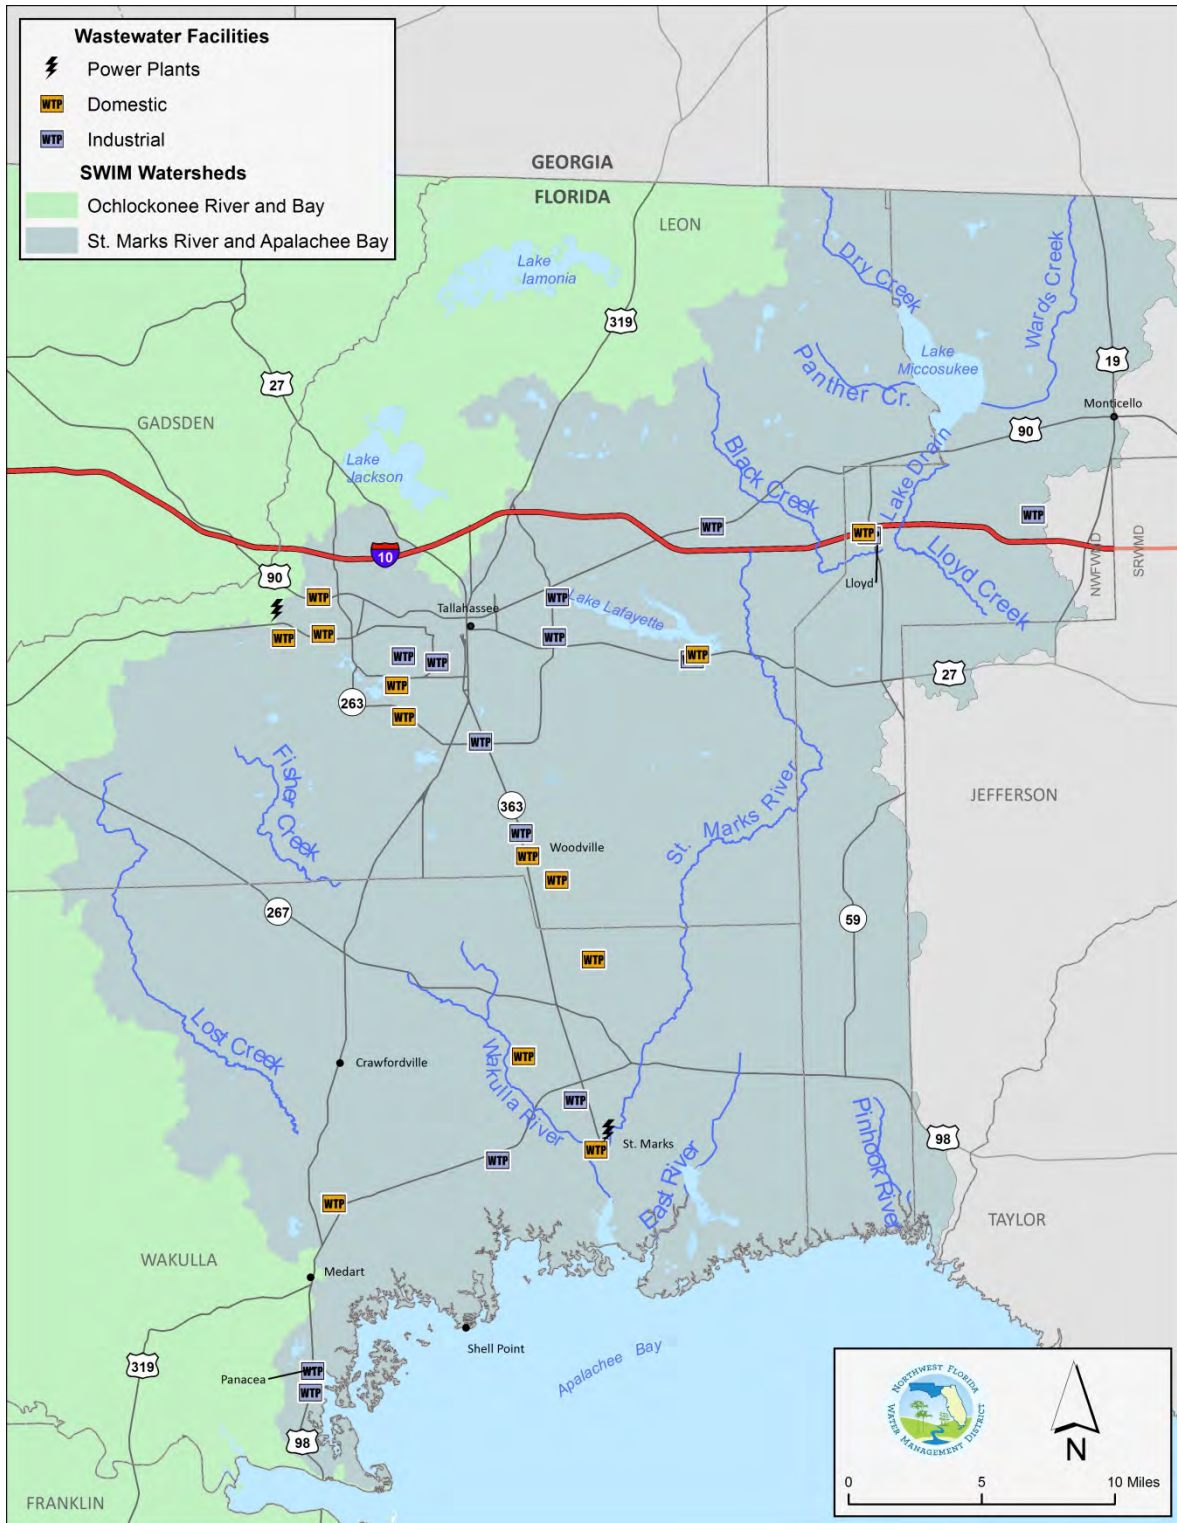 Wastewater Facilities
Power Plants
WTP Domestic
WTP Industrial
SWIM Watersheds
Ochlockonee River and Bay
St. Marks River and Apalachee Bay
GEORGIA
FLORIDA
LEON
Lake
Iamonia
Dry Creek
Wards Creek
319
Lake
Miccosukee
19
27
Panther Cr.
Monticello
GADSDEN
90
Lake
Jackson
Black Creek
Lake Drain
WTP
WTP
WTP
10
Lloyd Creek
NWFWMD
SRWMD
90
Lloyd
WTP
WTP
Lake Lafayette
Tallahassee
WTP
WTP
WTP
WTP
WTP
WTP
27
WTP
263
WTP
WTP
Fisher Creek
St. Marks River
JEFFERSON
363
WTP
Woodville
WTP
WTP
267
59
WTP
Lost Creek
Wakulla River
WTP
Crawfordville
WTP
Pinhook River
98
St. Marks
WTP
WTP
East River
WTP
TAYLOR
WAKULLA
Medart
Shell Point
Apalachee Bay
319
Panacea
WTP
WTP
98
FRANKLIN
NORTHWEST FLORIDA
WATER MANAGEMENT DISTRICT
N
0 5 10 Miles